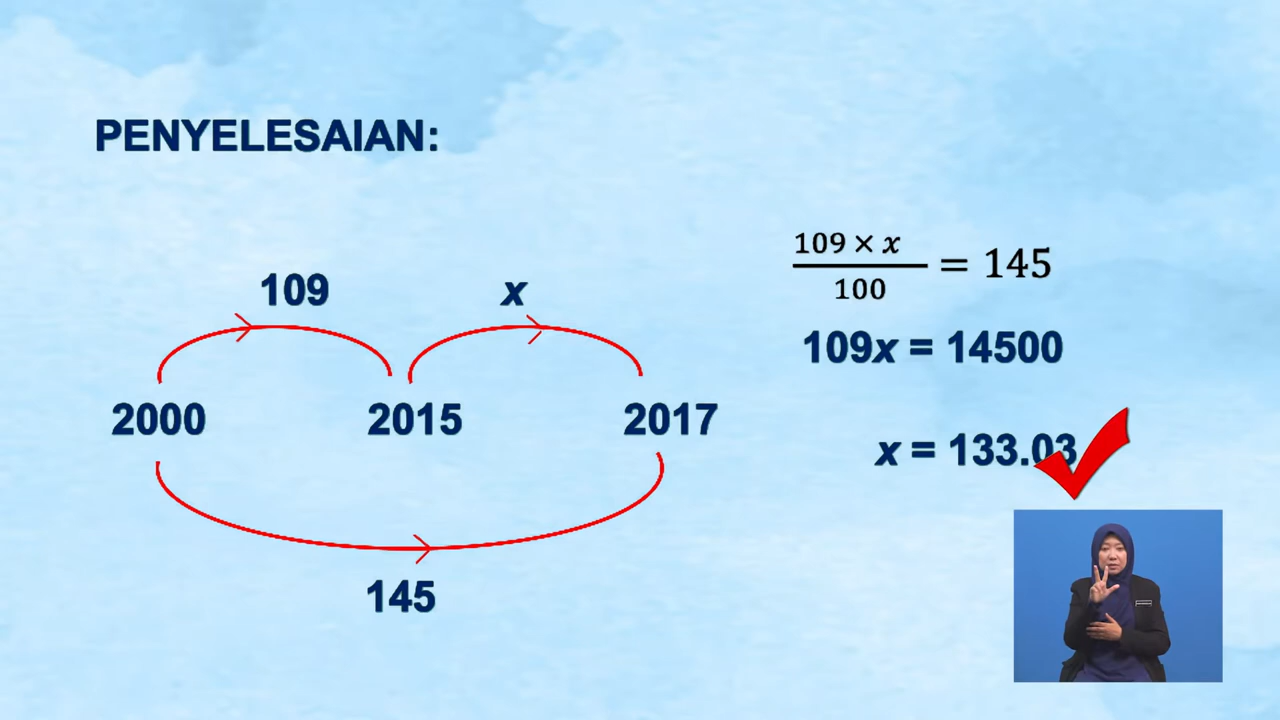 PENYELESAIAN:
109 x
2000 2015 2017
145
109 × x
100
= 145
109x = 14500
x = 133.03